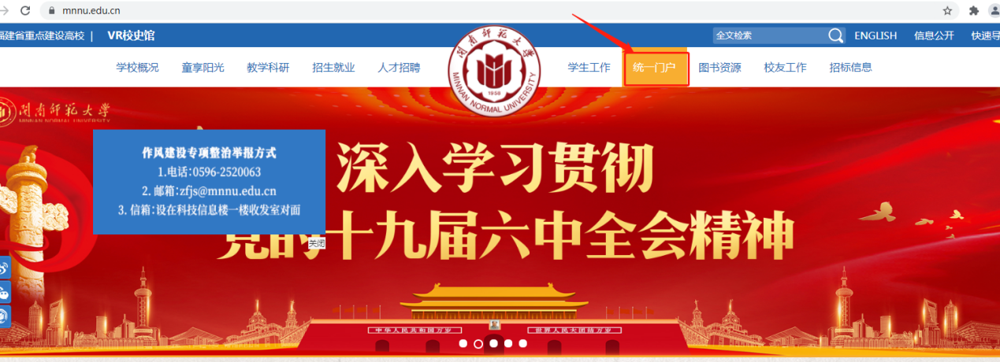 mnnu.edu.cn
福建省重点建设高校 | VR校史馆
全文检索
ENGLISH 信息公开 快速导
学校概况 童享阳光 教学科研 招生就业 人才招聘
闽南师范大学
1958
MINNAN NORMAL UNIVERSITY
学生工作 统一门户 图书资源 校友工作 招标信息
闽南师范大学
MINNAN NORMAL UNIVERSITY
作风建设专项整治举报方式
1.电话:0596-2520063
2. 邮箱:zfjs@mnnu.edu.cn
3. 信箱:设在科技信息楼一楼收发室对面
关闭
深入学习贯彻
党的十九届六中全会精神
中华人民共和国万岁
世界人民大团结万岁